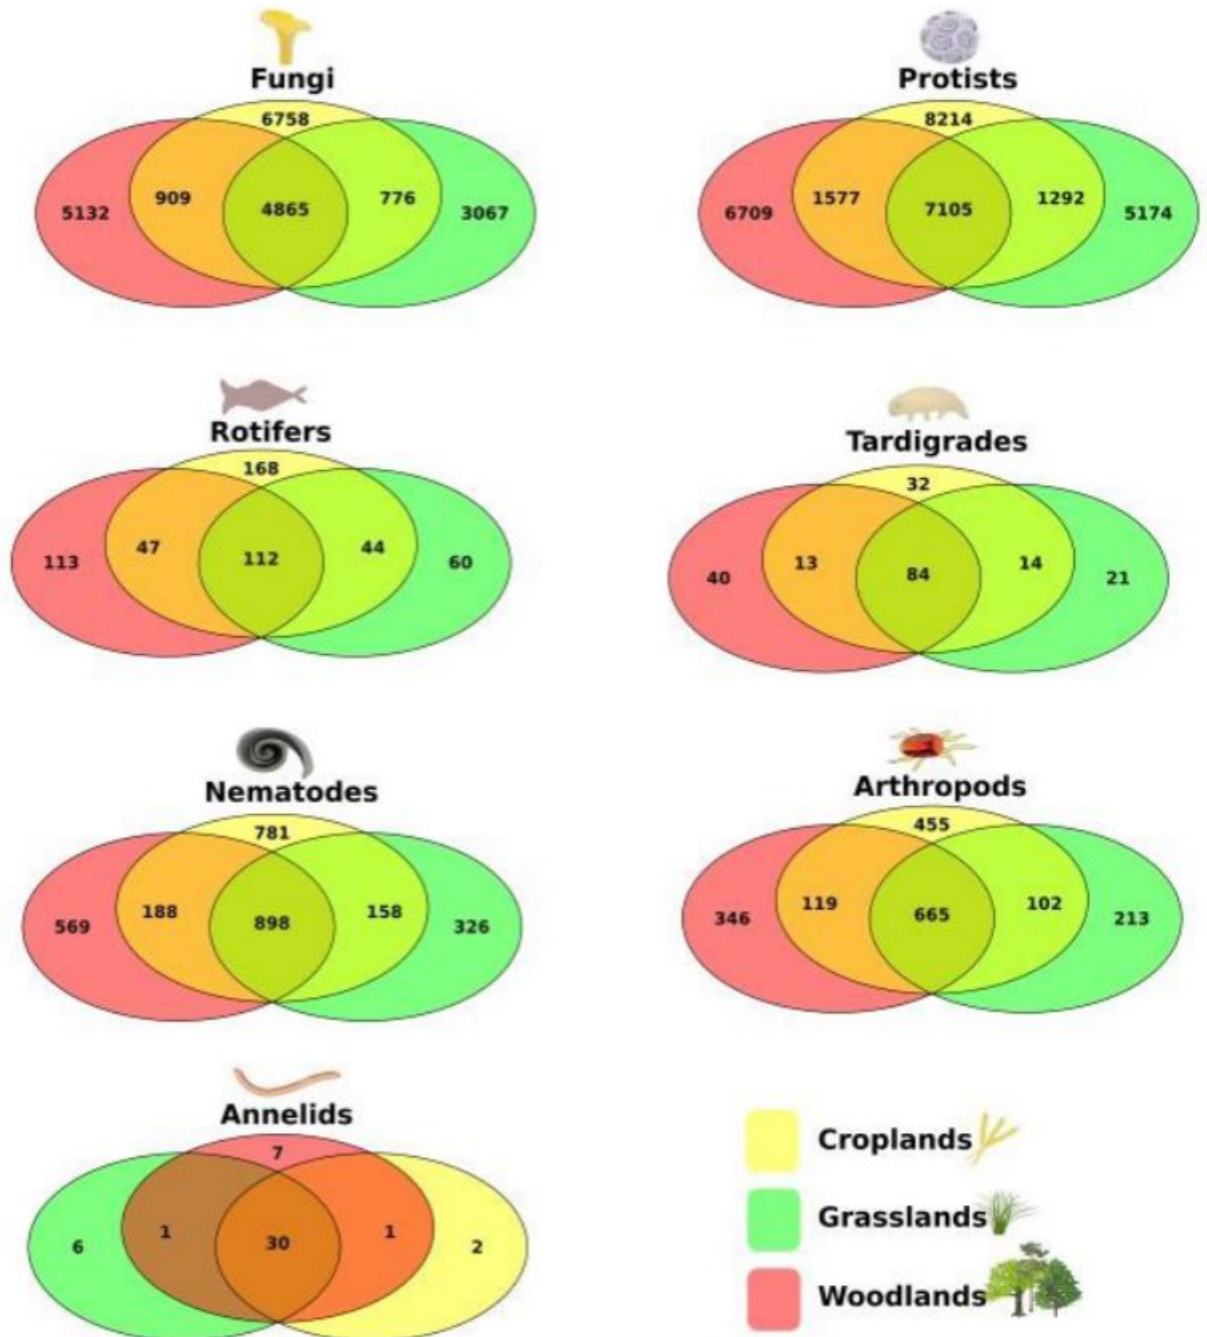 Fungi
6758
5132 909 4865 776 3067
Protists
8214
6709 1577 7105 1292 5174
Rotifers
168
113 47 112 44 60
Tardigrades
32
40 13 84 14 21
Nematodes
781
569 188 898 158 326
Arthropods
455
346 119 665 102 213
Annelids
7
6 1 30 1 2
Croplands
Grasslands
Woodlands